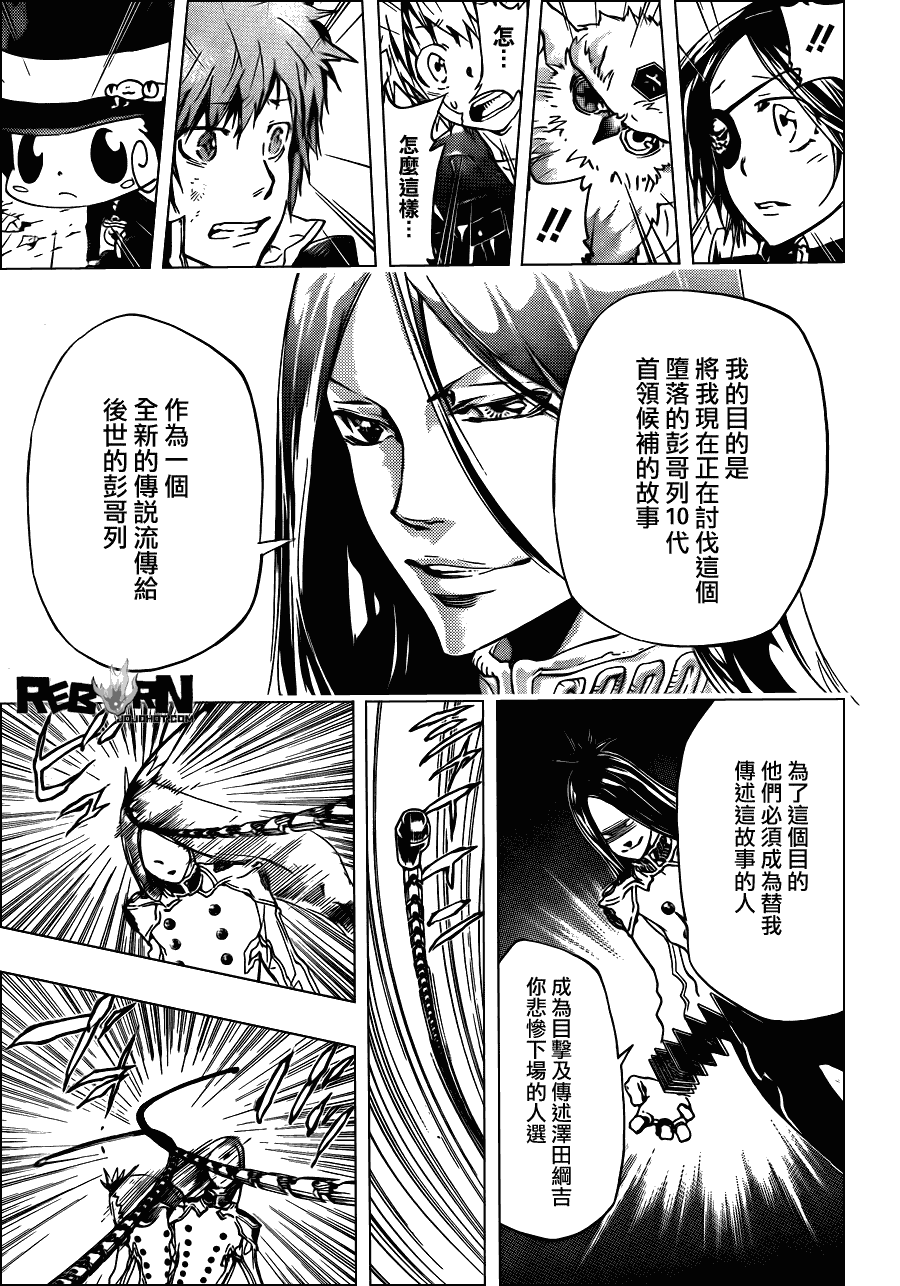 !!
!!
怎…
怎麼這樣…
我的目的是
將我現在正在討伐這個
墮落的彭哥列10代
首領候補的故事
作為一個
全新的傳說流傳給
後世的彭哥列
REBORN
JOJOHOT.COM
為了這個目的
他們必須成為替我
傳述這故事的人
成為目擊及傳述澤田綱吉
你悲慘下場的人選